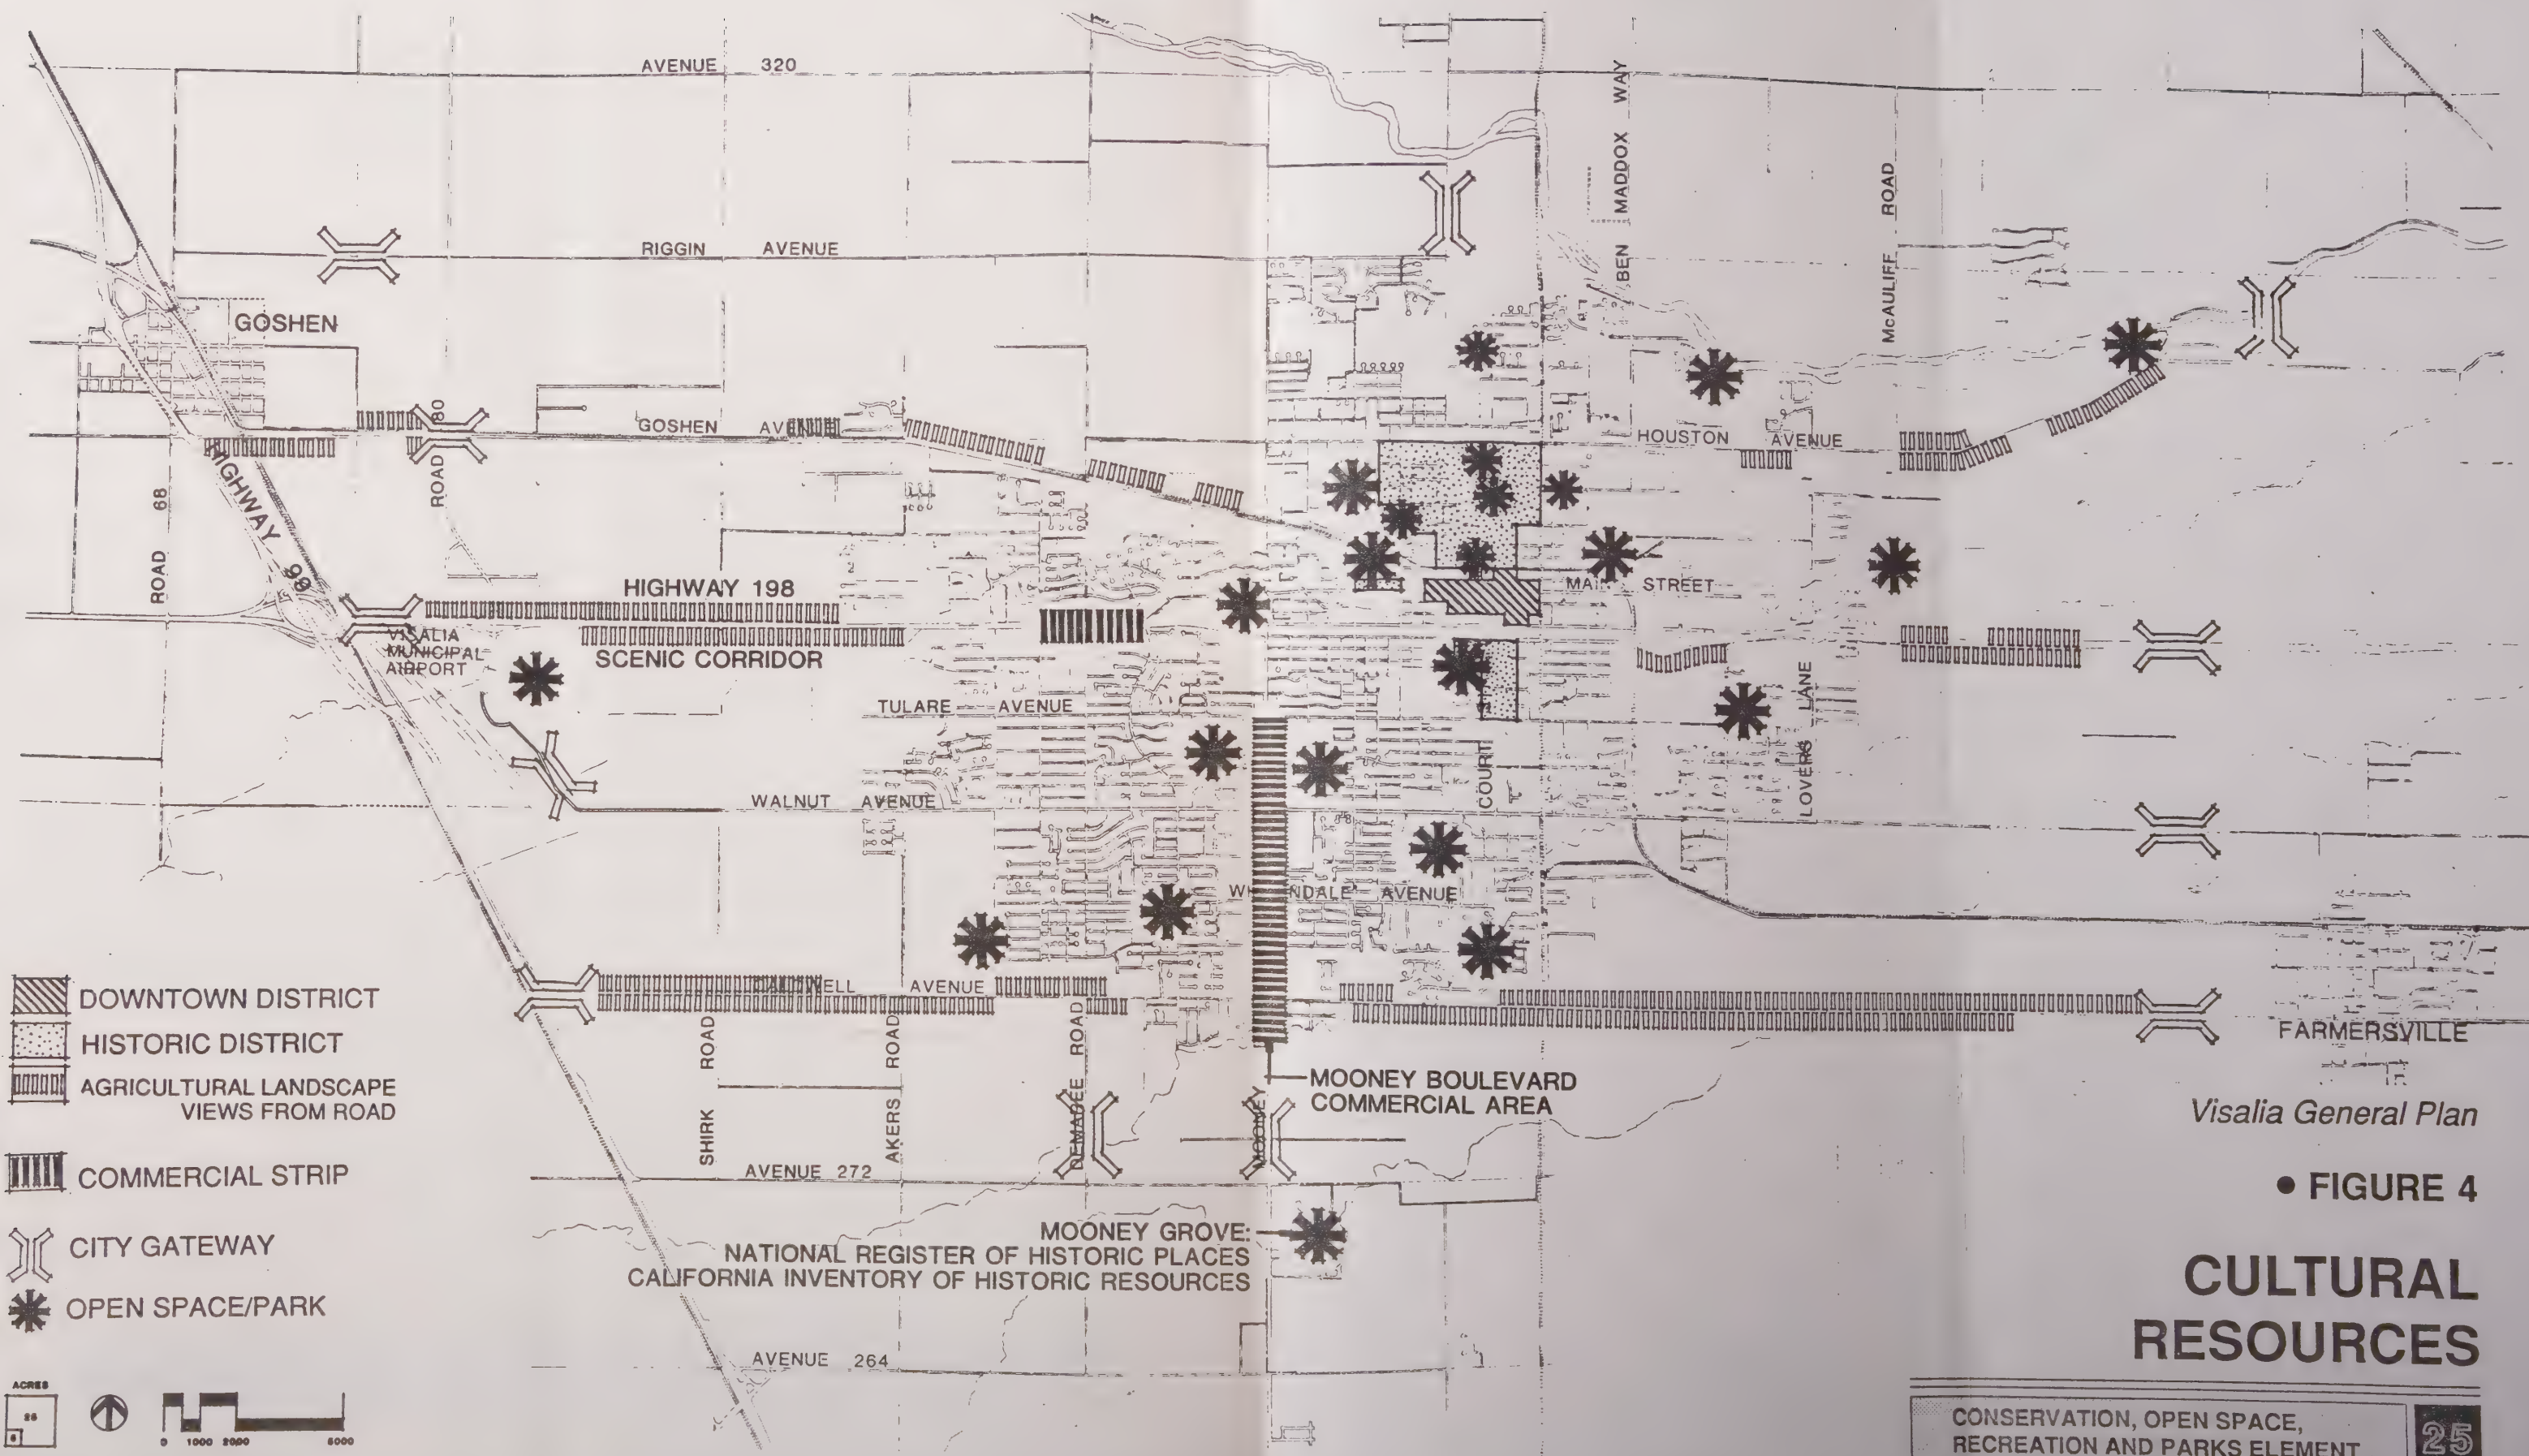 AVENUE 320
BEN MADDOX WAY
McAULIFF ROAD
RIGGIN AVENUE
GOSHEN
ROAD 80
GOSHEN AVENUE
HOUSTON AVENUE
HIGHWAY 99
ROAD 68
HIGHWAY 198
MAIN STREET
VISALIA
MUNICIPAL
AIRPORT
SCENIC CORRIDOR
TULARE AVENUE
LOVERS LANE
COURT
WALNUT AVENUE
AVENUE
AVENUE
DOWNTOWN DISTRICT
HISTORIC DISTRICT
AGRICULTURAL LANDSCAPE
VIEWS FROM ROAD
COMMERCIAL STRIP
CITY GATEWAY
OPEN SPACE/PARK
SHIRK ROAD
AKERS ROAD
DEMAREE ROAD
MOONEY
MOONEY BOULEVARD
COMMERCIAL AREA
FARMERSVILLE
AVENUE 272
MOONEY GROVE:
NATIONAL REGISTER OF HISTORIC PLACES
CALIFORNIA INVENTORY OF HISTORIC RESOURCES
AVENUE 264
Visalia General Plan
• FIGURE 4
CULTURAL
RESOURCES
CONSERVATION, OPEN SPACE,
RECREATION AND PARKS ELEMENT
25
ACRES
0 1000 2000 5000